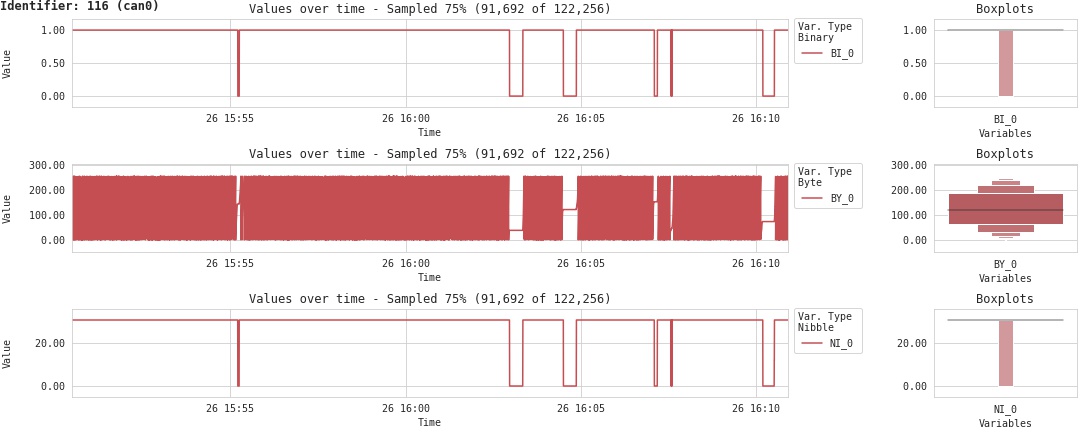 Identifier: 116 (can0)
Values over time - Sampled 75% (91,692 of 122,256)
Boxplots
Value
1.00
0.50
0.00
26 15:55
26 16:00
26 16:05
26 16:10
Time
Var. Type
Binary
BI_0
1.00
0.50
0.00
BI_0
Variables
Values over time - Sampled 75% (91,692 of 122,256)
Boxplots
Value
300.00
200.00
100.00
0.00
26 15:55
26 16:00
26 16:05
26 16:10
Time
Var. Type
Byte
BY_0
300.00
200.00
100.00
0.00
BY_0
Variables
Values over time - Sampled 75% (91,692 of 122,256)
Boxplots
Value
20.00
0.00
26 15:55
26 16:00
26 16:05
26 16:10
Time
Var. Type
Nibble
NI_0
20.00
0.00
NI_0
Variables